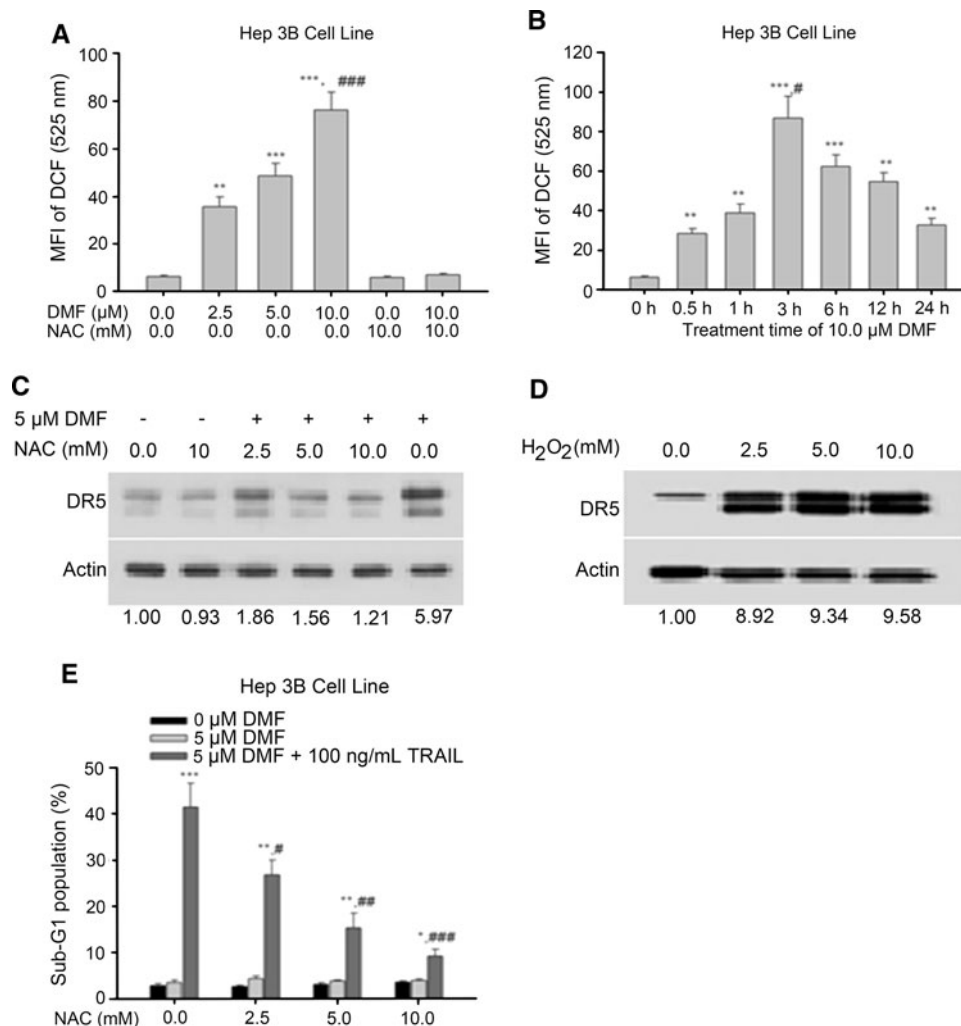 A
Hep 3B Cell Line
MFI of DCF (525 nm)
100
80
60
40
20
0
** *** ***, ###
DMF (µM) 0.0 2.5 5.0 10.0 0.0 10.0
NAC (mM) 0.0 0.0 0.0 0.0 10.0 10.0
B
Hep 3B Cell Line
MFI of DCF (525 nm)
120
100
80
60
40
20
0
** ** ***,# *** ** **
0 h 0.5 h 1 h 3 h 6 h 12 h 24 h
Treatment time of 10.0 µM DMF
C
5 µM DMF - - + + + +
NAC (mM) 0.0 10 2.5 5.0 10.0 0.0
DR5
Actin
1.00 0.93 1.86 1.56 1.21 5.97
D
H₂O₂(mM) 0.0 2.5 5.0 10.0
DR5
Actin
1.00 8.92 9.34 9.58
E
Hep 3B Cell Line
0 µM DMF
5 µM DMF
5 µM DMF + 100 ng/mL TRAIL
Sub-G1 population (%)
50
40
30
20
10
0
*** **,# **,## *,###
NAC (mM) 0.0 2.5 5.0 10.0